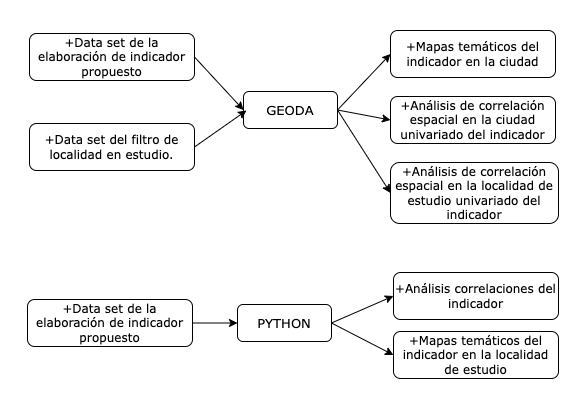 +Data set de la
elaboración de indicador
propuesto
+Data set del filtro de
localidad en estudio.
GEODA
+Mapas temáticos del
indicador en la ciudad
+Análisis de correlación
espacial en la ciudad
univariado del indicador
+Análisis de correlación
espacial en la localidad de
estudio univariado del
indicador
+Data set de la
elaboración de indicador
propuesto
PYTHON
+Análisis correlaciones del
indicador
+Mapas temáticos del
indicador en la localidad
de estudio